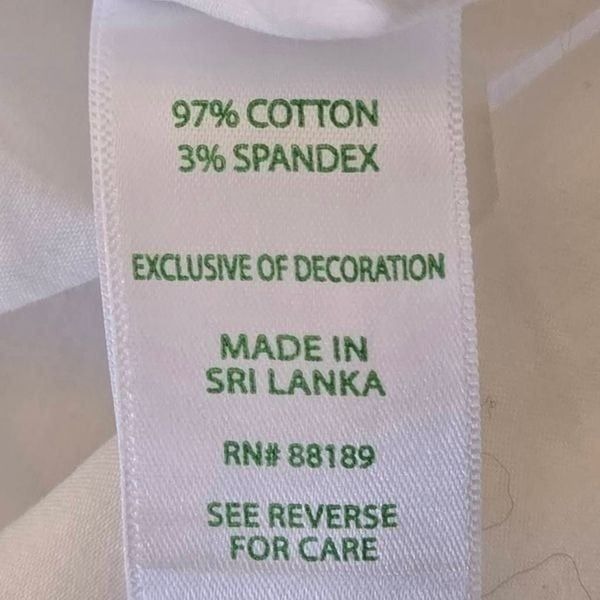 97% COTTON
3% SPANDEX
EXCLUSIVE OF DECORATION
MADE IN
SRI LANKA
RN# 88189
SEE REVERSE
FOR CARE